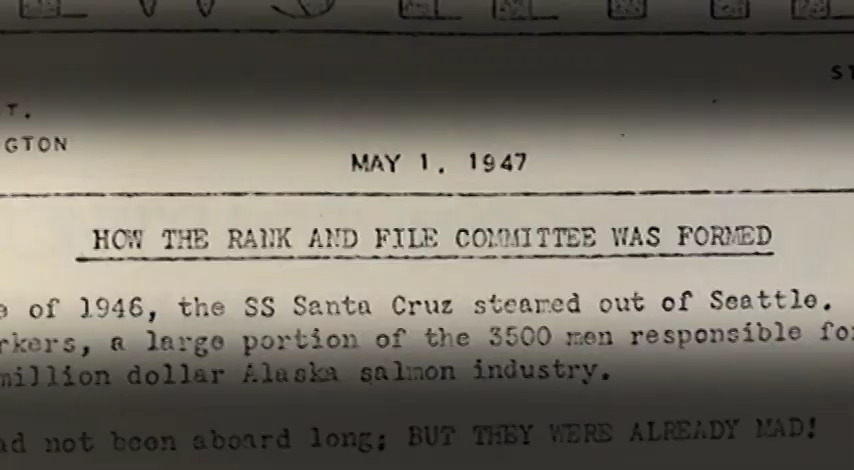 ST
T.
GTON
MAY 1, 1947
HOW THE RANK AND FILE COMMITTEE WAS FORMED
e of 1946, the SS Santa Cruz steamed out of Seattle.
rkers, a large portion of the 3500 men responsible fo
million dollar Alaska salmon industry.
ad not been aboard long; BUT THEY WERE ALREADY MAD!